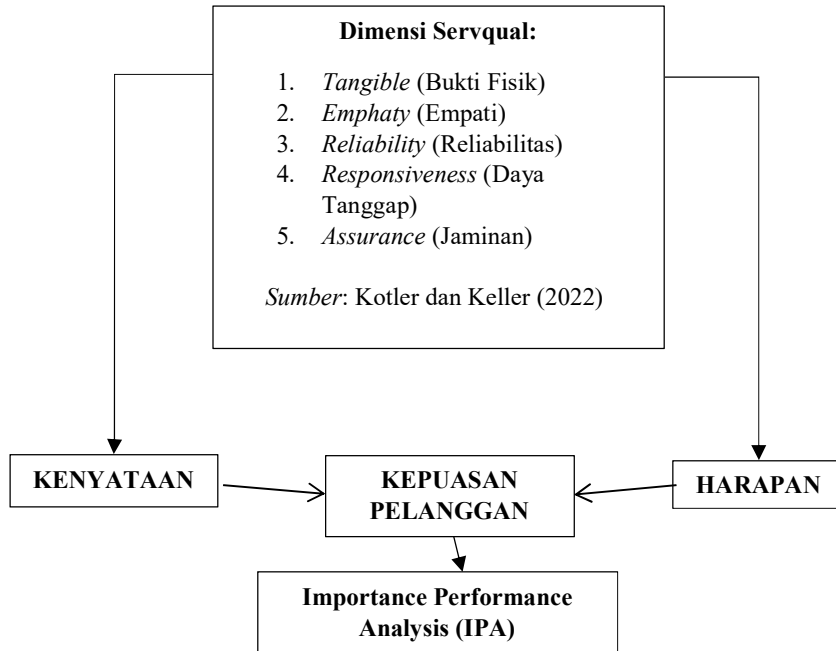 Dimensi Servqual:
1. Tangible (Bukti Fisik)
2. Emphaty (Empati)
3. Reliability (Reliabilitas)
4. Responsiveness (Daya
Tanggap)
5. Assurance (Jaminan)
Sumber: Kotler dan Keller (2022)
KENYATAAN
KEPUASAN
PELANGGAN
HARAPAN
Importance Performance
Analysis (IPA)